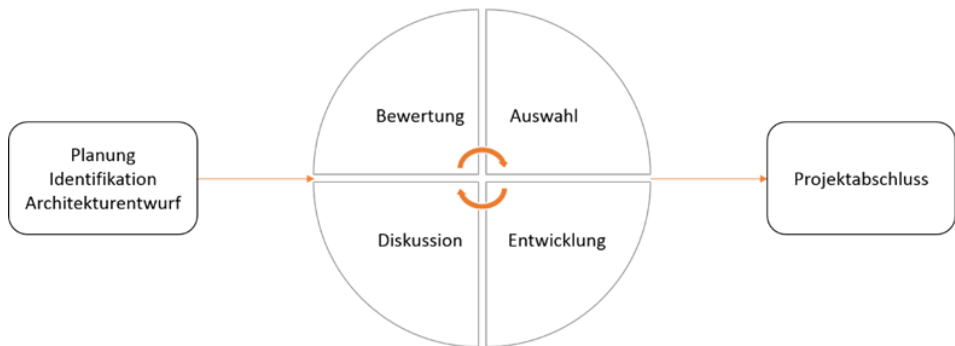 Planung
Identifikation
Architekturentwurf
Bewertung
Auswahl
Diskussion
Entwicklung
Projektabschluss